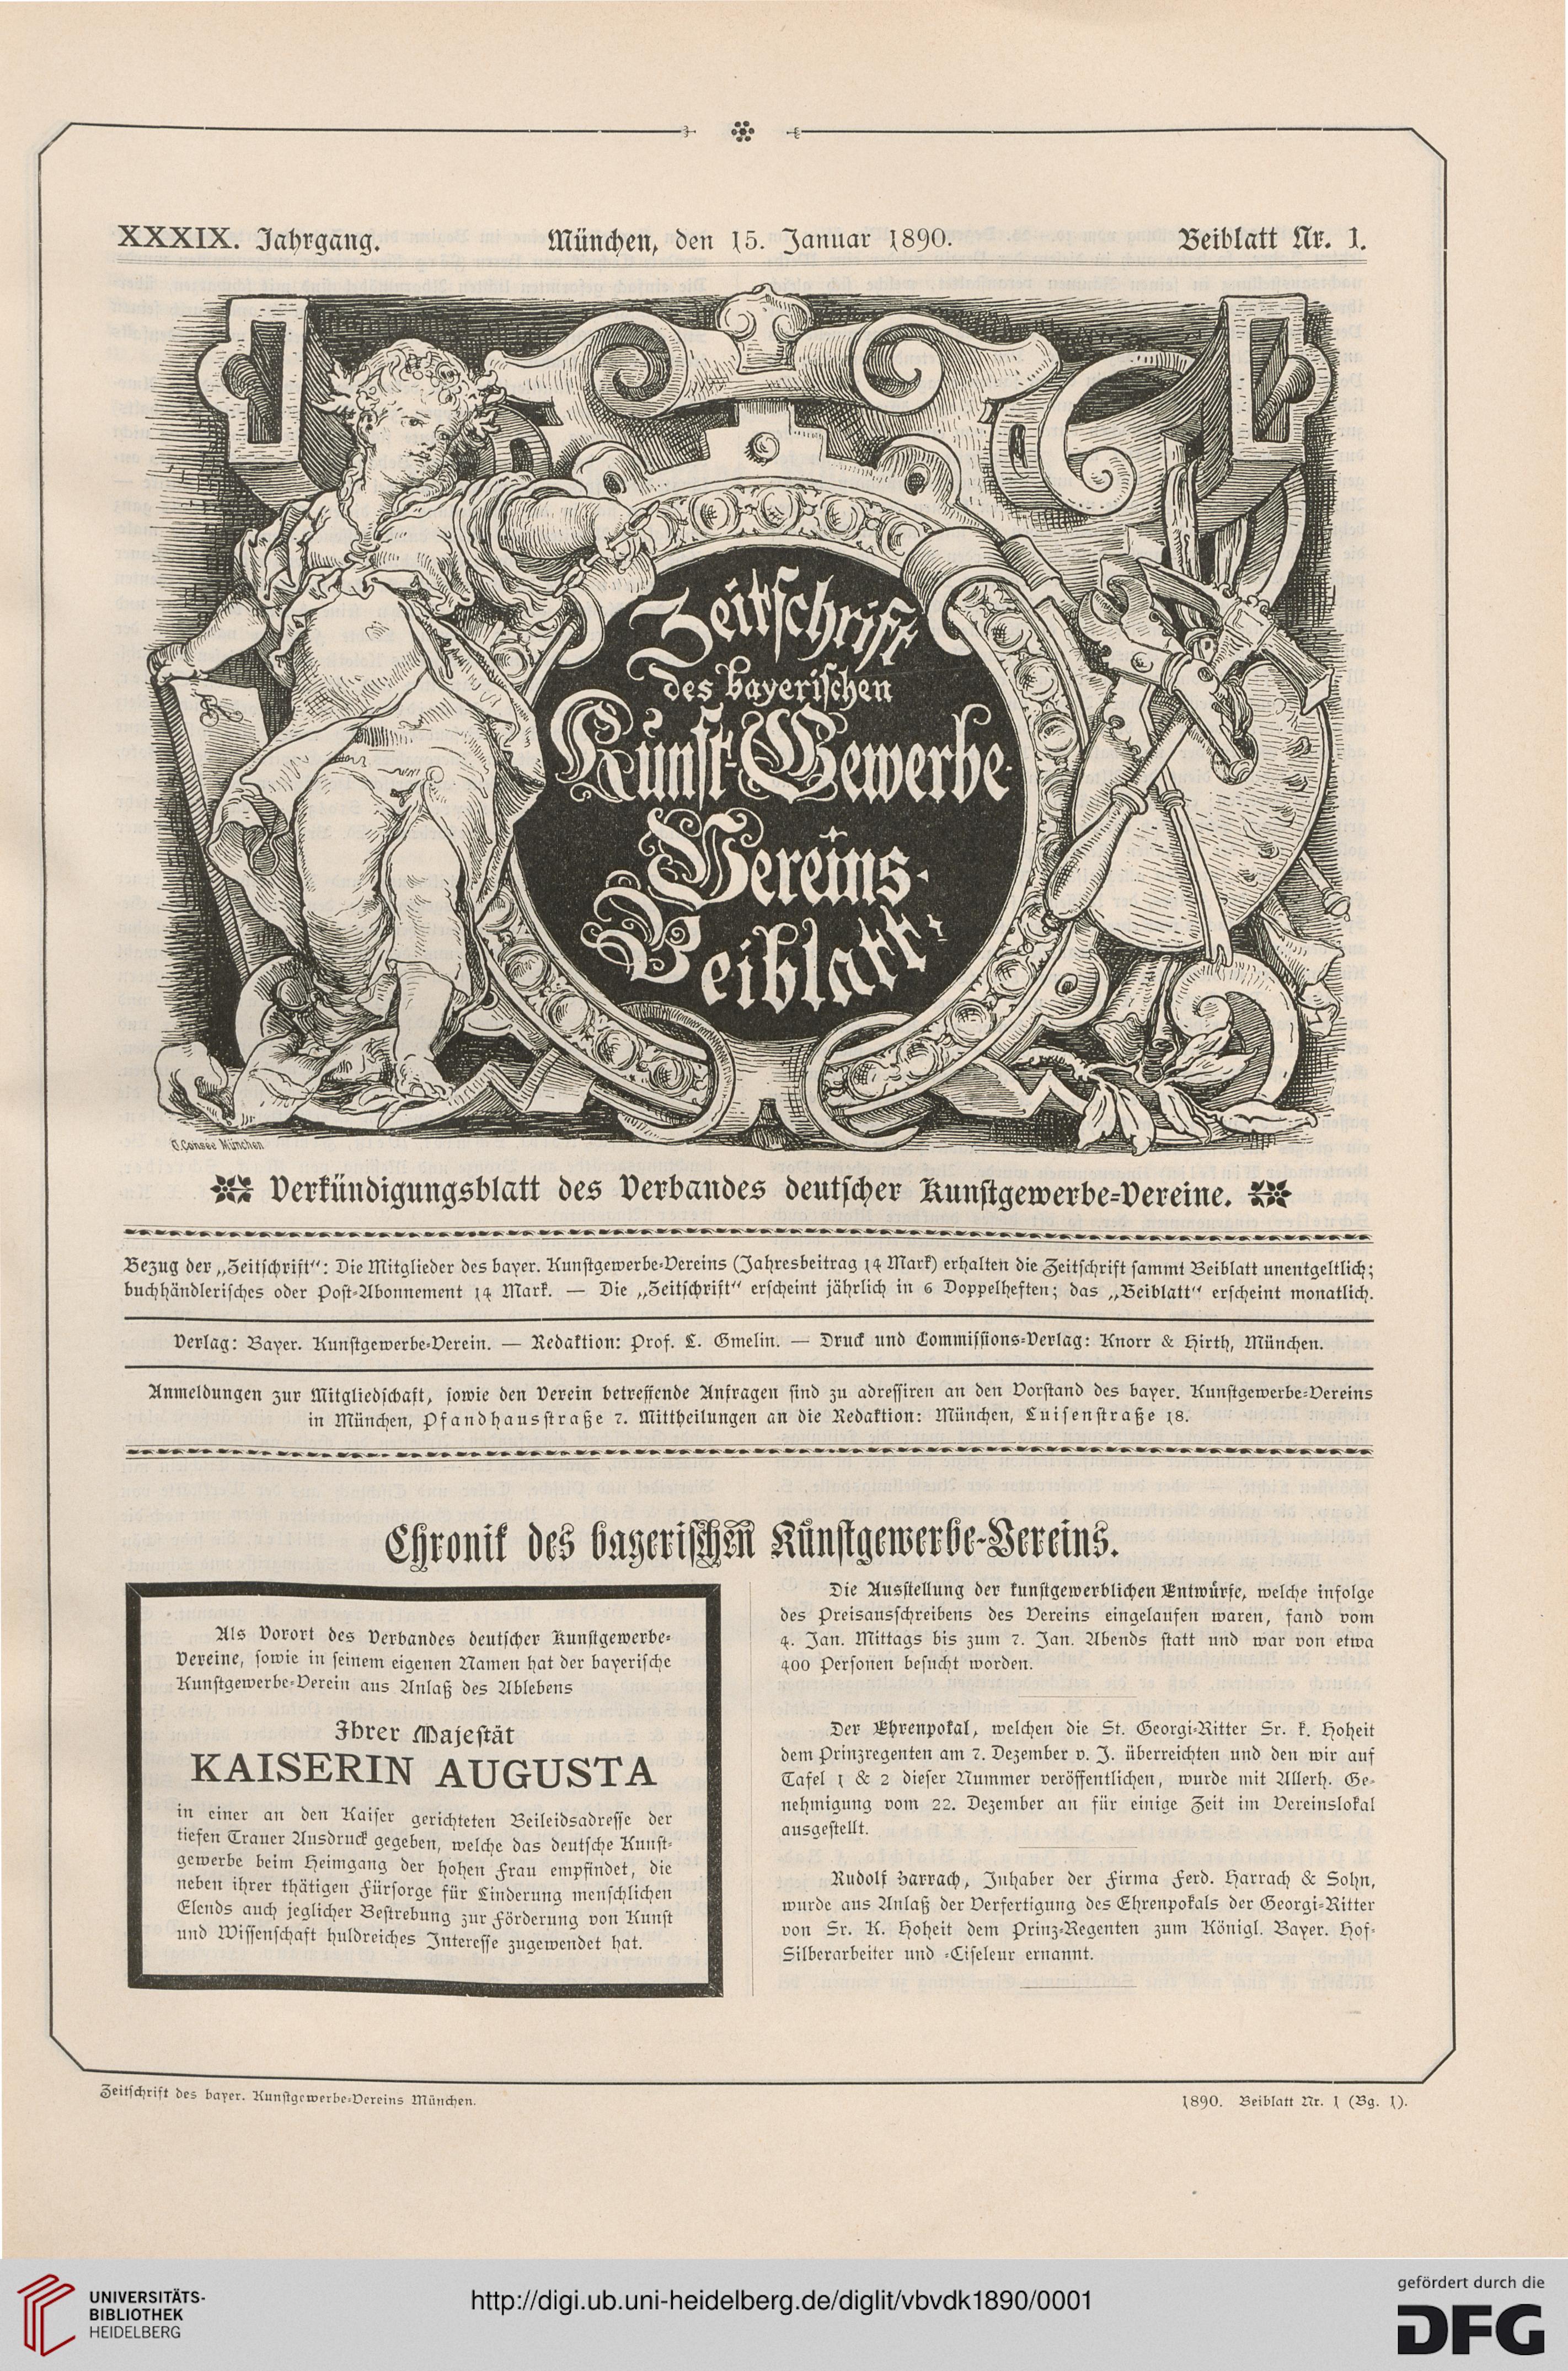 XXXIX. Jahrgang. München, den 15. Januar 1890. Beiblatt Nr. 1.
Zeitschrift
des bayerischen
Kunst-Gewerbe-
Vereins-
Beiblatt.
O. Consée München
Verkündigungsblatt des Verbandes deutscher Kunstgewerbe-Vereine.
Bezug der „Zeitschrift“: Die Mitglieder des bayer. Kunstgewerbe-Vereins (Jahresbeitrag 14 Mark) erhalten die Zeitschrift sammt Beiblatt unentgeltlich;
buchhändlerisches oder Post-Abonnement 14 Mark. — Die „Zeitschrift“ erscheint jährlich in 6 Doppelheften; das „Beiblatt“ erscheint monatlich.
Verlag: Bayer. Kunstgewerbe-Verein. — Redaktion: Prof. L. Gmelin. — Druck und Commissions-Verlag: Knorr & Hirth, München.
Anmeldungen zur Mitgliedschaft, sowie den Verein betreffende Anfragen sind zu adressiren an den Vorstand des bayer. Kunstgewerbe-Vereins
in München, Pfandhausstraße 7. Mittheilungen an die Redaktion: München, Luisenstraße 18.
Chronik des bayerischen Kunstgewerbe-Vereins.
Als Vorort des Verbandes deutscher Kunstgewerbe-
Vereine, sowie in seinem eigenen Namen hat der bayerische
Kunstgewerbe-Verein aus Anlaß des Ablebens
Ihrer Majestät
KAISERIN AUGUSTA
in einer an den Kaiser gerichteten Beileidsadresse der
tiefen Trauer Ausdruck gegeben, welche das deutsche Kunst-
gewerbe beim Heimgang der hohen Frau empfindet, die
neben ihrer thätigen Fürsorge für Linderung menschlichen
Elends auch jeglicher Bestrebung zur Förderung von Kunst
und Wissenschaft huldreiches Interesse zugewendet hat.
Die Ausstellung der kunstgewerblichen Entwürfe, welche infolge
des Preisausschreibens des Vereins eingelaufen waren, fand vom
4. Jan. Mittags bis zum 7. Jan. Abends statt und war von etwa
400 Personen besucht worden.
Der Ehrenpokal, welchen die St. Georgi-Ritter Sr. k. Hoheit
dem Prinzregenten am 7. Dezember v. J. überreichten und den wir auf
Tafel 1 & 2 dieser Nummer veröffentlichen, wurde mit Allerh. Ge-
nehmigung vom 22. Dezember an für einige Zeit im Vereinslokal
ausgestellt.
Rudolf Harrach, Inhaber der Firma Ferd. Harrach & Sohn,
wurde aus Anlaß der Verfertigung des Ehrenpokals der Georgi-Ritter
von Sr. K. Hoheit dem Prinz-Regenten zum Königl. Bayer. Hof-
Silberarbeiter und -Ciseleur ernannt.
Zeitschrift des bayer. Kunstgewerbe-Vereins München. 1890. Beiblatt Nr. 1 (Bg. 1).
UNIVERSITÄTS-
BIBLIOTHEK
HEIDELBERG
http://digi.ub.uni-heidelberg.de/diglit/vbvdk1890/0001
gefördert durch die
DFG